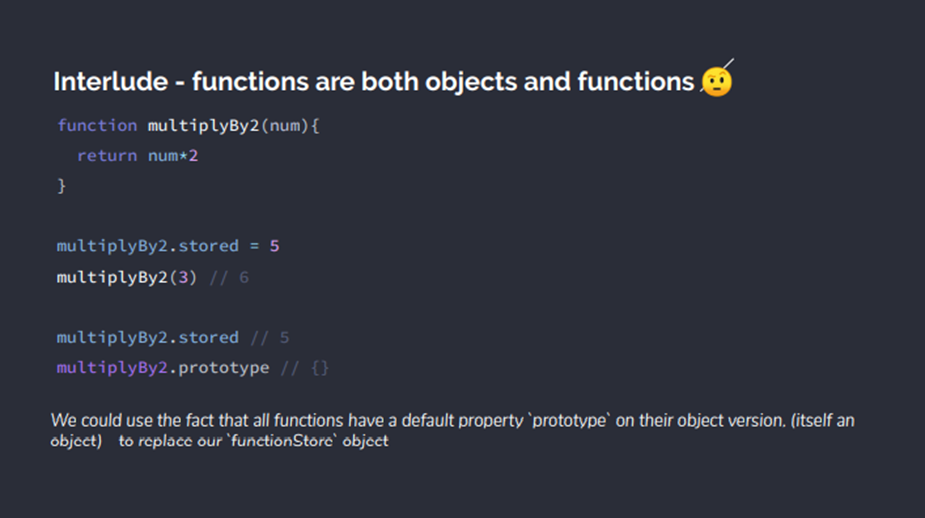 Interlude - functions are both objects and functions 🤨
function multiplyBy2(num){
return num*2
}
multiplyBy2.stored = 5
multiplyBy2(3) // 6
multiplyBy2.stored // 5
multiplyBy2.prototype // {}
We could use the fact that all functions have a default property `prototype` on their object version, (itself an
object) to replace our `functionStore` object